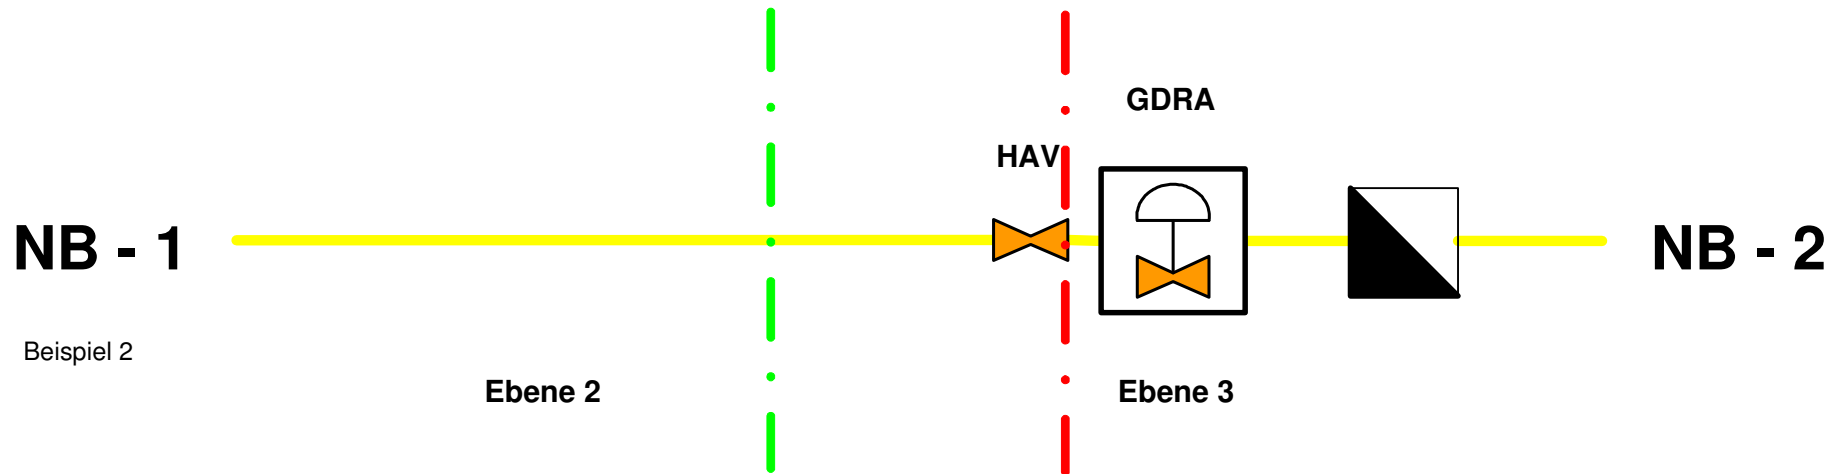 GDRA
HAV
NB - 1
NB - 2
Beispiel 2
Ebene 2
Ebene 3